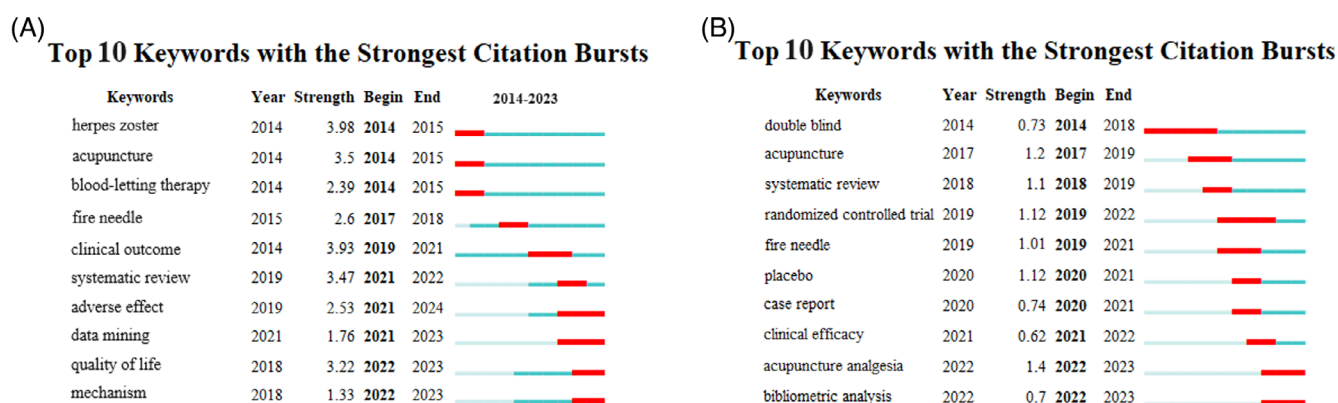 (A)
Top 10 Keywords with the Strongest Citation Bursts
Keywords Year Strength Begin End 2014-2023
herpes zoster 2014 3.98 2014 2015
acupuncture 2014 3.5 2014 2015
blood-letting therapy 2014 2.39 2014 2015
fire needle 2015 2.6 2017 2018
clinical outcome 2014 3.93 2019 2021
systematic review 2019 3.47 2021 2022
adverse effect 2019 2.53 2021 2024
data mining 2021 1.76 2021 2023
quality of life 2018 3.22 2022 2023
mechanism 2018 1.33 2022 2023
(B)
Top 10 Keywords with the Strongest Citation Bursts
Keywords Year Strength Begin End
double blind 2014 0.73 2014 2018
acupuncture 2017 1.2 2017 2019
systematic review 2018 1.1 2018 2019
randomized controlled trial 2019 1.12 2019 2022
fire needle 2019 1.01 2019 2021
placebo 2020 1.12 2020 2021
case report 2020 0.74 2020 2021
clinical efficacy 2021 0.62 2021 2022
acupuncture analgesia 2022 1.4 2022 2023
bibliometric analysis 2022 0.7 2022 2023